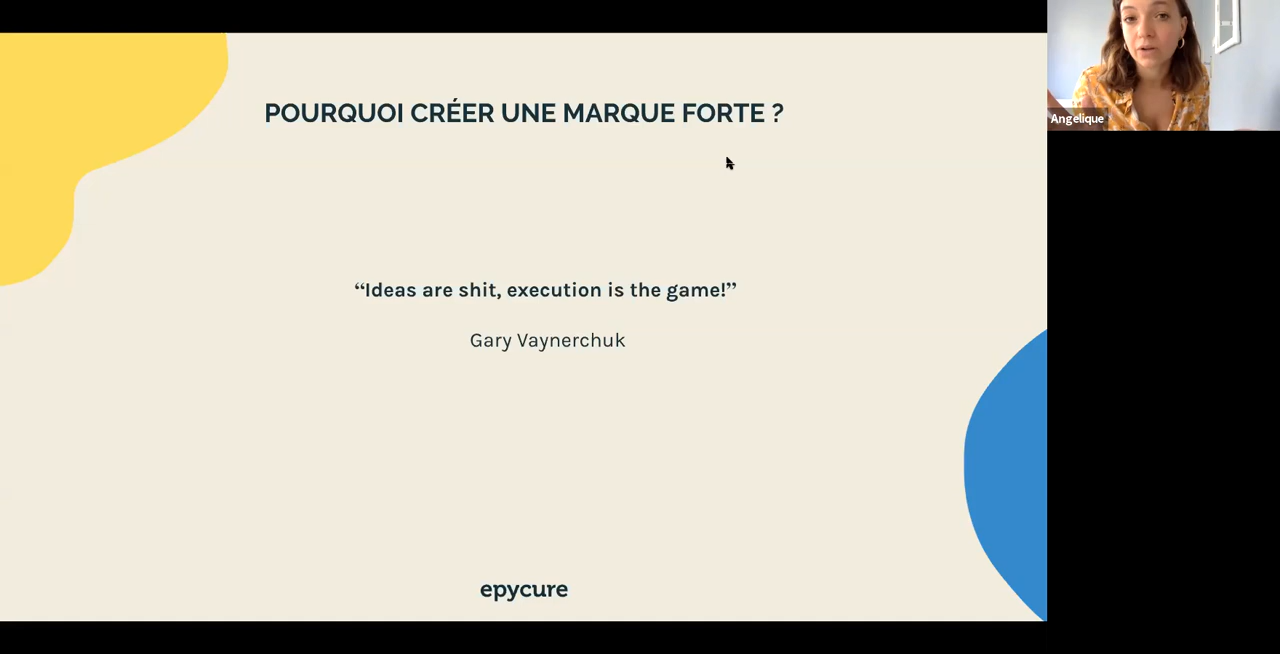 POURQUOI CRÉER UNE MARQUE FORTE ?
Angelique
“Ideas are shit, execution is the game!”
Gary Vaynerchuk
epycure